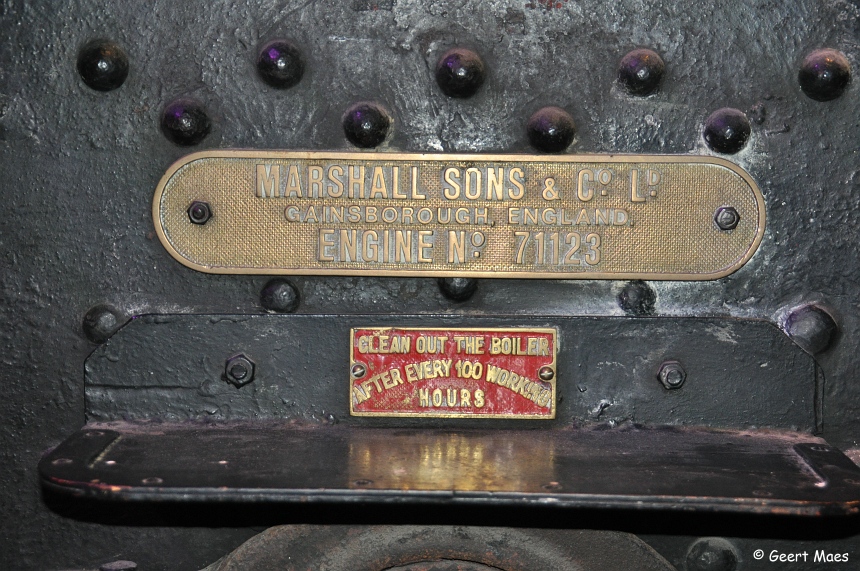 MARSHALL SONS & Cº Lᴰ
GAINSBOROUGH, ENGLAND.
ENGINE Nº 71123
CLEAN OUT THE BOILER
AFTER EVERY 100 WORKING
HOURS
© Geert Maes